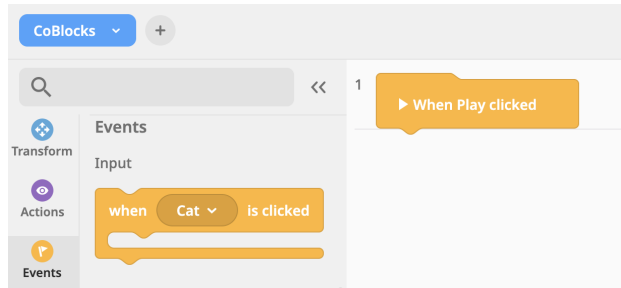 CoBlocks
1
When Play clicked
Events
Input
Transform
Actions
Events
when Cat is clicked